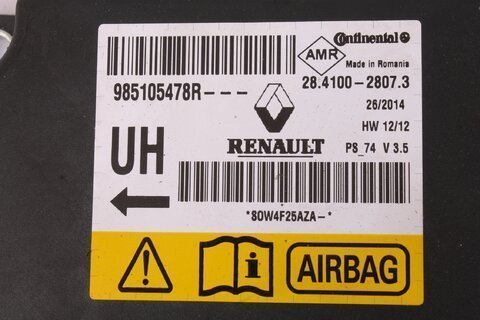 Continental
AMR
Made in Romania
985105478R---
28.4100-2807.3
26/2014
HW 12/12
UH
RENAULT
PS_74 V 3.5
*80W4F25AZA-*
i
AIRBAG